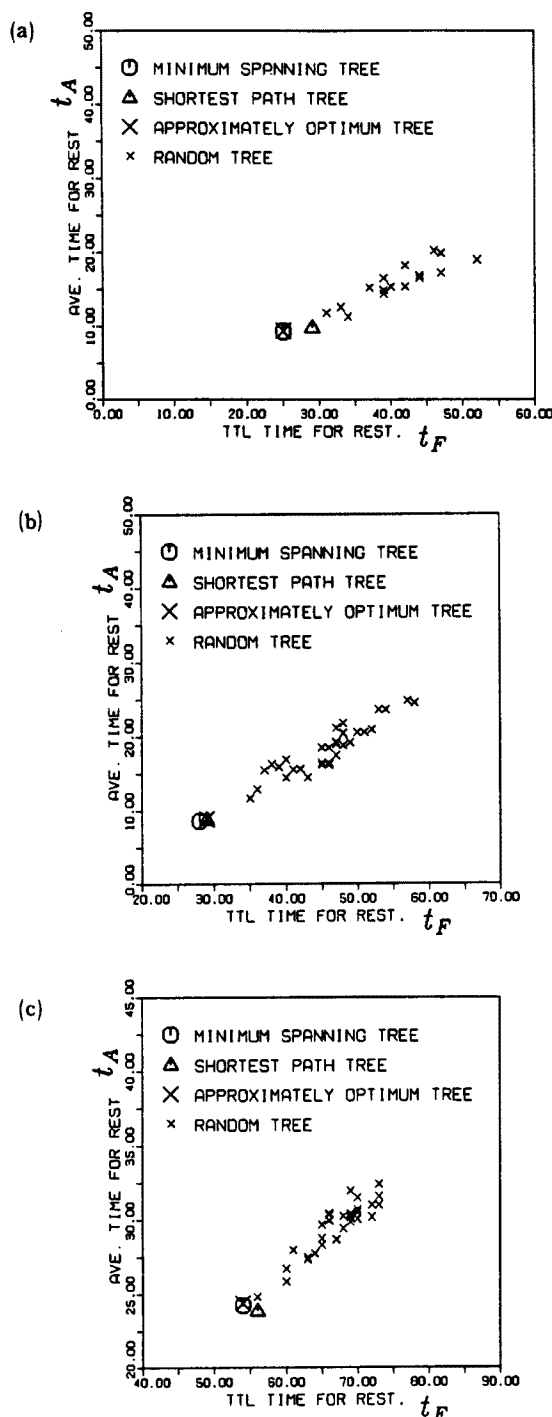 (a)
50.00
40.00
30.00
20.00
10.00
0.00
AVE. TIME FOR REST t_A
MINIMUM SPANNING TREE
SHORTEST PATH TREE
APPROXIMATELY OPTIMUM TREE
RANDOM TREE
0.00 10.00 20.00 30.00 40.00 50.00 60.00
TTL TIME FOR REST. t_F
(b)
50.00
40.00
30.00
20.00
10.00
0.00
AVE. TIME FOR REST t_A
MINIMUM SPANNING TREE
SHORTEST PATH TREE
APPROXIMATELY OPTIMUM TREE
RANDOM TREE
20.00 30.00 40.00 50.00 60.00 70.00
TTL TIME FOR REST. t_F
(c)
45.00
40.00
35.00
30.00
25.00
20.00
AVE. TIME FOR REST t_A
MINIMUM SPANNING TREE
SHORTEST PATH TREE
APPROXIMATELY OPTIMUM TREE
RANDOM TREE
40.00 50.00 60.00 70.00 80.00 90.00
TTL TIME FOR REST. t_F